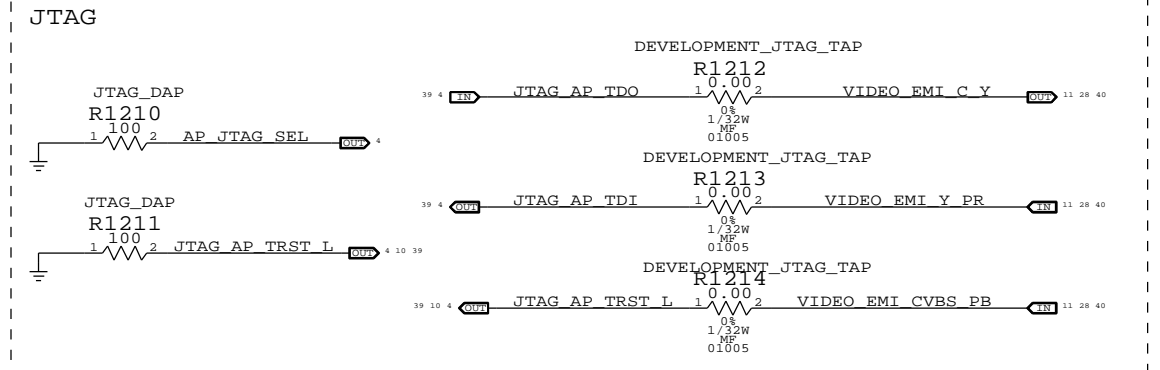 JTAG
JTAG_DAP
R1210
100
1 2 AP_JTAG_SEL OUT 4
JTAG_DAP
R1211
100
1 2 JTAG_AP_TRST_L OUT 4 10 39
DEVELOPMENT_JTAG_TAP
R1212
0.00
39 4 IN JTAG_AP_TDO 1 2 VIDEO_EMI_C_Y OUT 11 28 40
0%
1/32W
MF
01005
DEVELOPMENT_JTAG_TAP
R1213
0.00
39 4 OUT JTAG_AP_TDI 1 2 VIDEO_EMI_Y_PR IN 11 28 40
0%
1/32W
MF
01005
DEVELOPMENT_JTAG_TAP
R1214
0.00
39 10 4 OUT JTAG_AP_TRST_L 1 2 VIDEO_EMI_CVBS_PB IN 11 28 40
0%
1/32W
MF
01005